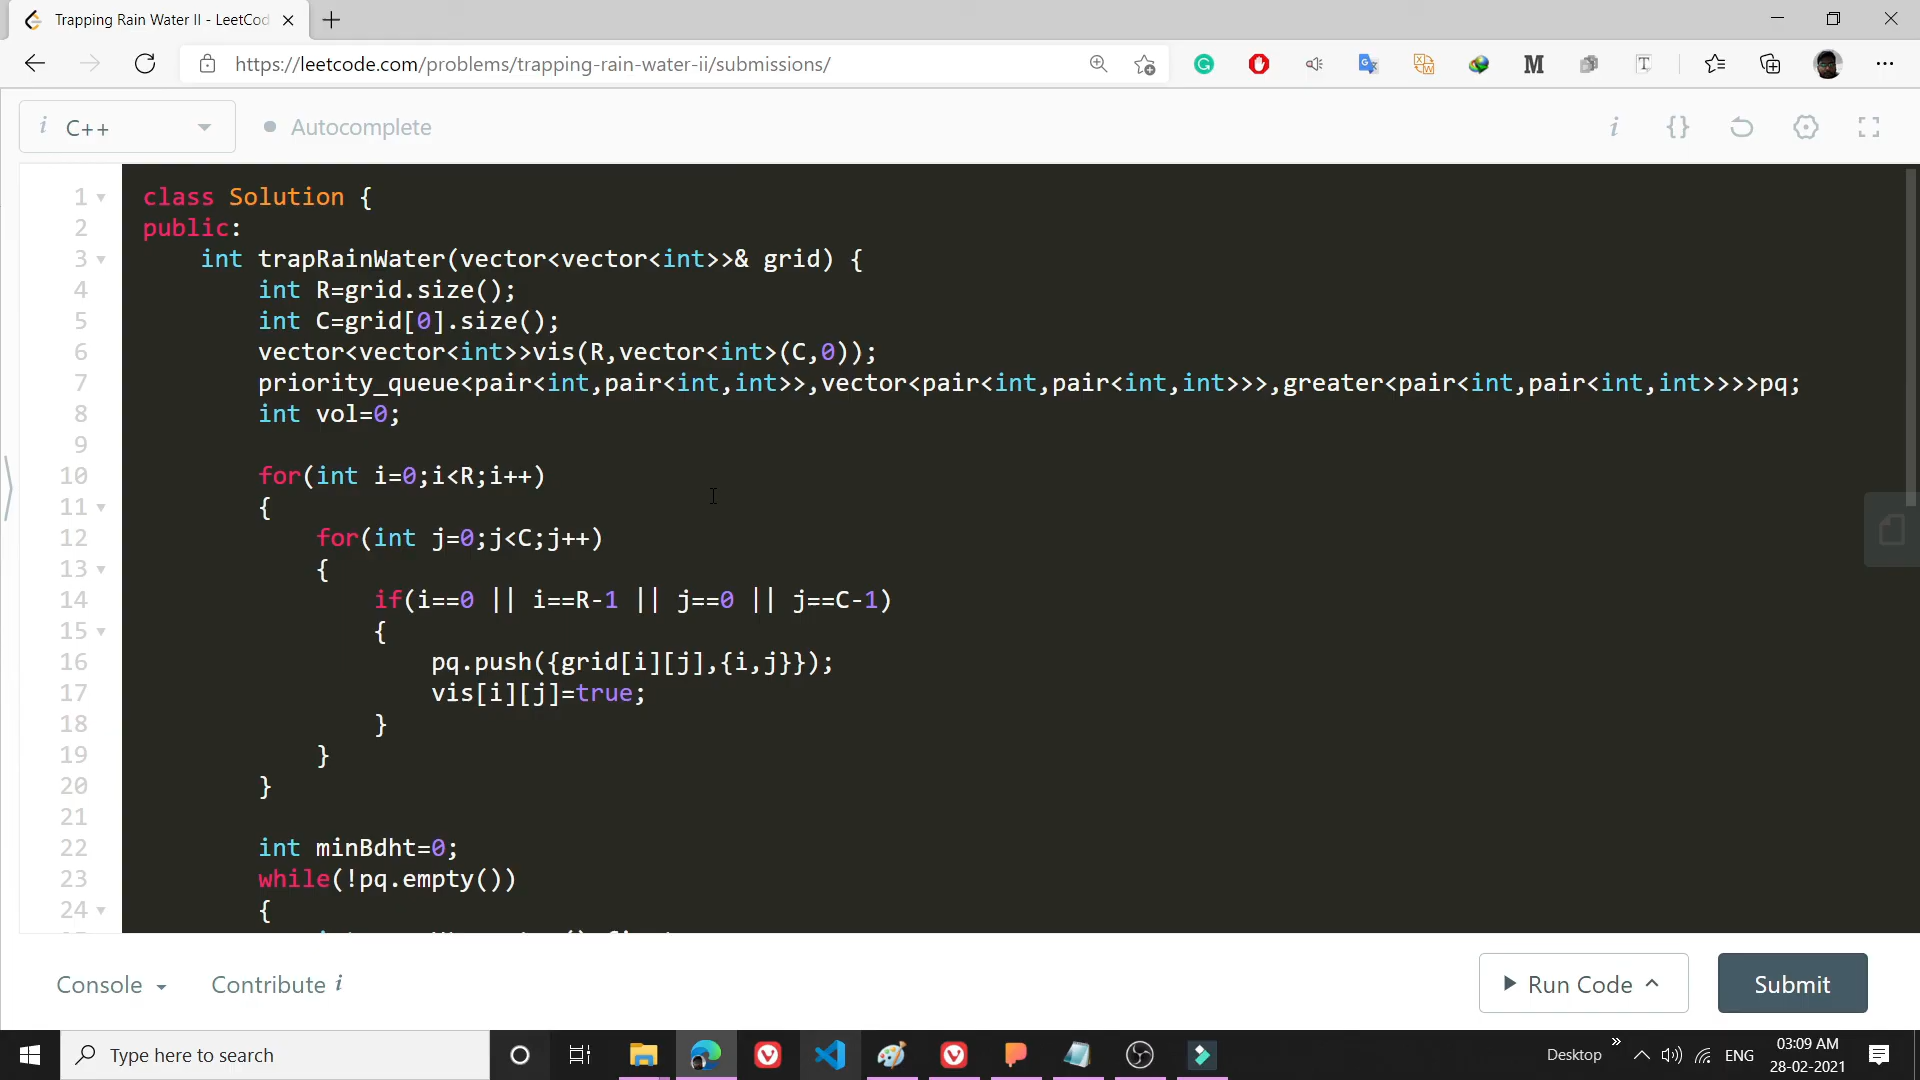 Trapping Rain Water II - LeetCod
https://leetcode.com/problems/trapping-rain-water-ii/submissions/
i C++
Autocomplete
i {}
1 class Solution {
2 public:
3 int trapRainWater(vector<vector<int>>& grid) {
4 int R=grid.size();
5 int C=grid[0].size();
6 vector<vector<int>>vis(R,vector<int>(C,0));
7 priority_queue<pair<int,pair<int,int>>,vector<pair<int,pair<int,int>>>,greater<pair<int,pair<int,int>>>>pq;
8 int vol=0;
9
10 for(int i=0;i<R;i++)
11 {
12 for(int j=0;j<C;j++)
13 {
14 if(i==0 || i==R-1 || j==0 || j==C-1)
15 {
16 pq.push({grid[i][j],{i,j}});
17 vis[i][j]=true;
18 }
19 }
20 }
21
22 int minBdht=0;
23 while(!pq.empty())
24 {
Console
Contribute i
Run Code
Submit
Type here to search
Desktop
ENG
03:09 AM
28-02-2021